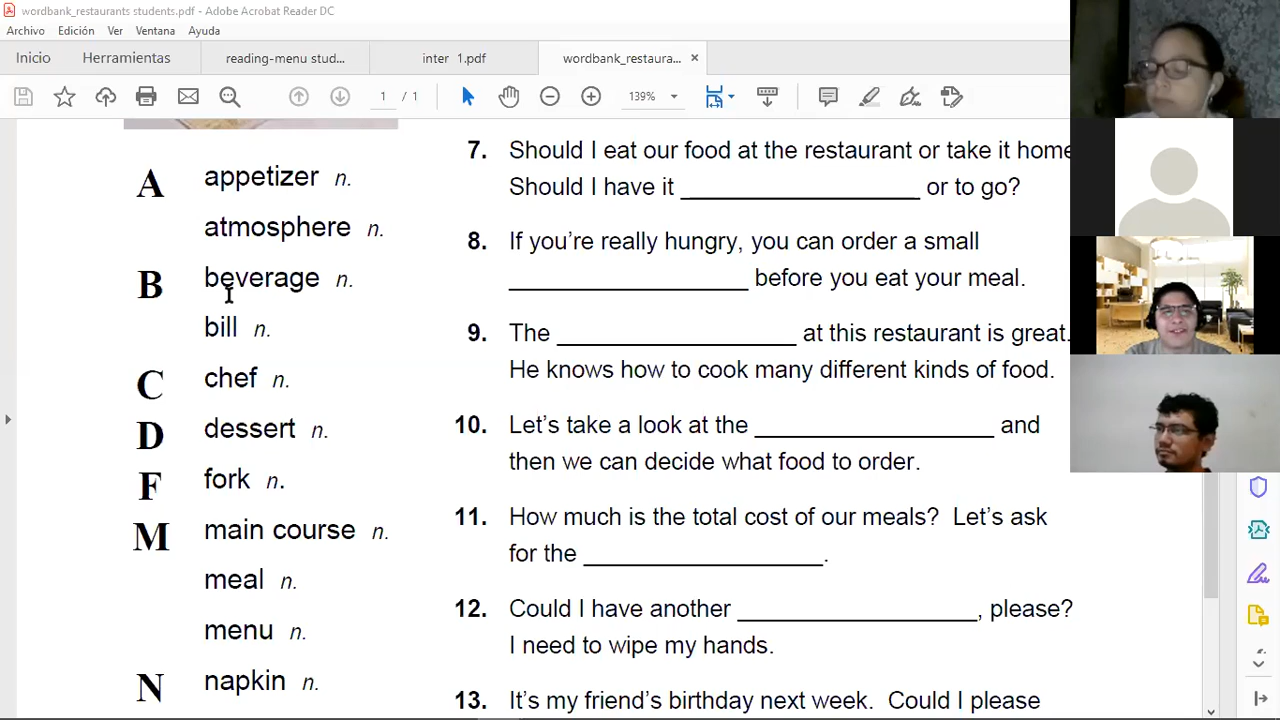 wordbank_restaurants students.pdf - Adobe Acrobat Reader DC
Archivo Edición Ver Ventana Ayuda
Inicio Herramientas reading-menu stud... inter 1.pdf wordbank_restaura... ×
1 / 1 139%
A appetizer n.
atmosphere n.
B beverage n.
bill n.
C chef n.
D dessert n.
F fork n.
M main course n.
meal n.
menu n.
N napkin n.
7. Should I eat our food at the restaurant or take it home
Should I have it ____________________ or to go?
8. If you're really hungry, you can order a small
____________________ before you eat your meal.
9. The ____________________ at this restaurant is great.
He knows how to cook many different kinds of food.
10. Let's take a look at the ____________________ and
then we can decide what food to order.
11. How much is the total cost of our meals? Let's ask
for the ____________________.
12. Could I have another ____________________, please?
I need to wipe my hands.
13. It's my friend's birthday next week. Could I please